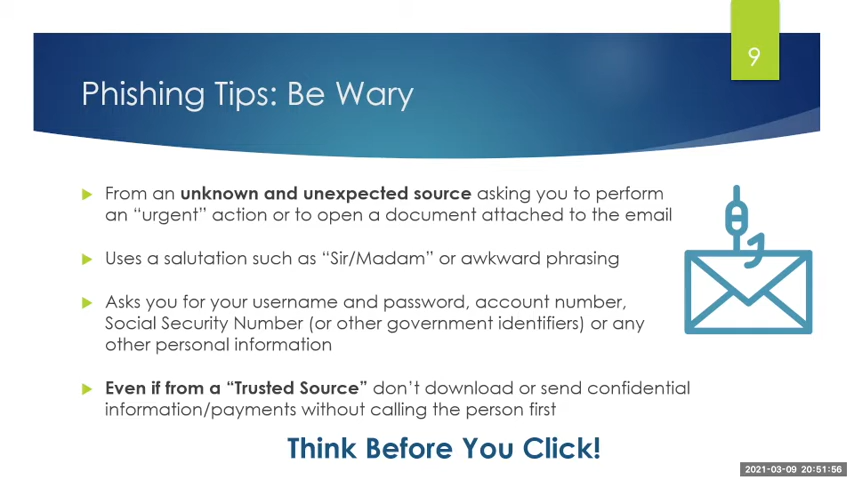 9
Phishing Tips: Be Wary
From an unknown and unexpected source asking you to perform
an “urgent” action or to open a document attached to the email
Uses a salutation such as “Sir/Madam” or awkward phrasing
Asks you for your username and password, account number,
Social Security Number (or other government identifiers) or any
other personal information
Even if from a “Trusted Source” don’t download or send confidential
information/payments without calling the person first
Think Before You Click!
2021-03-09 20:51:56